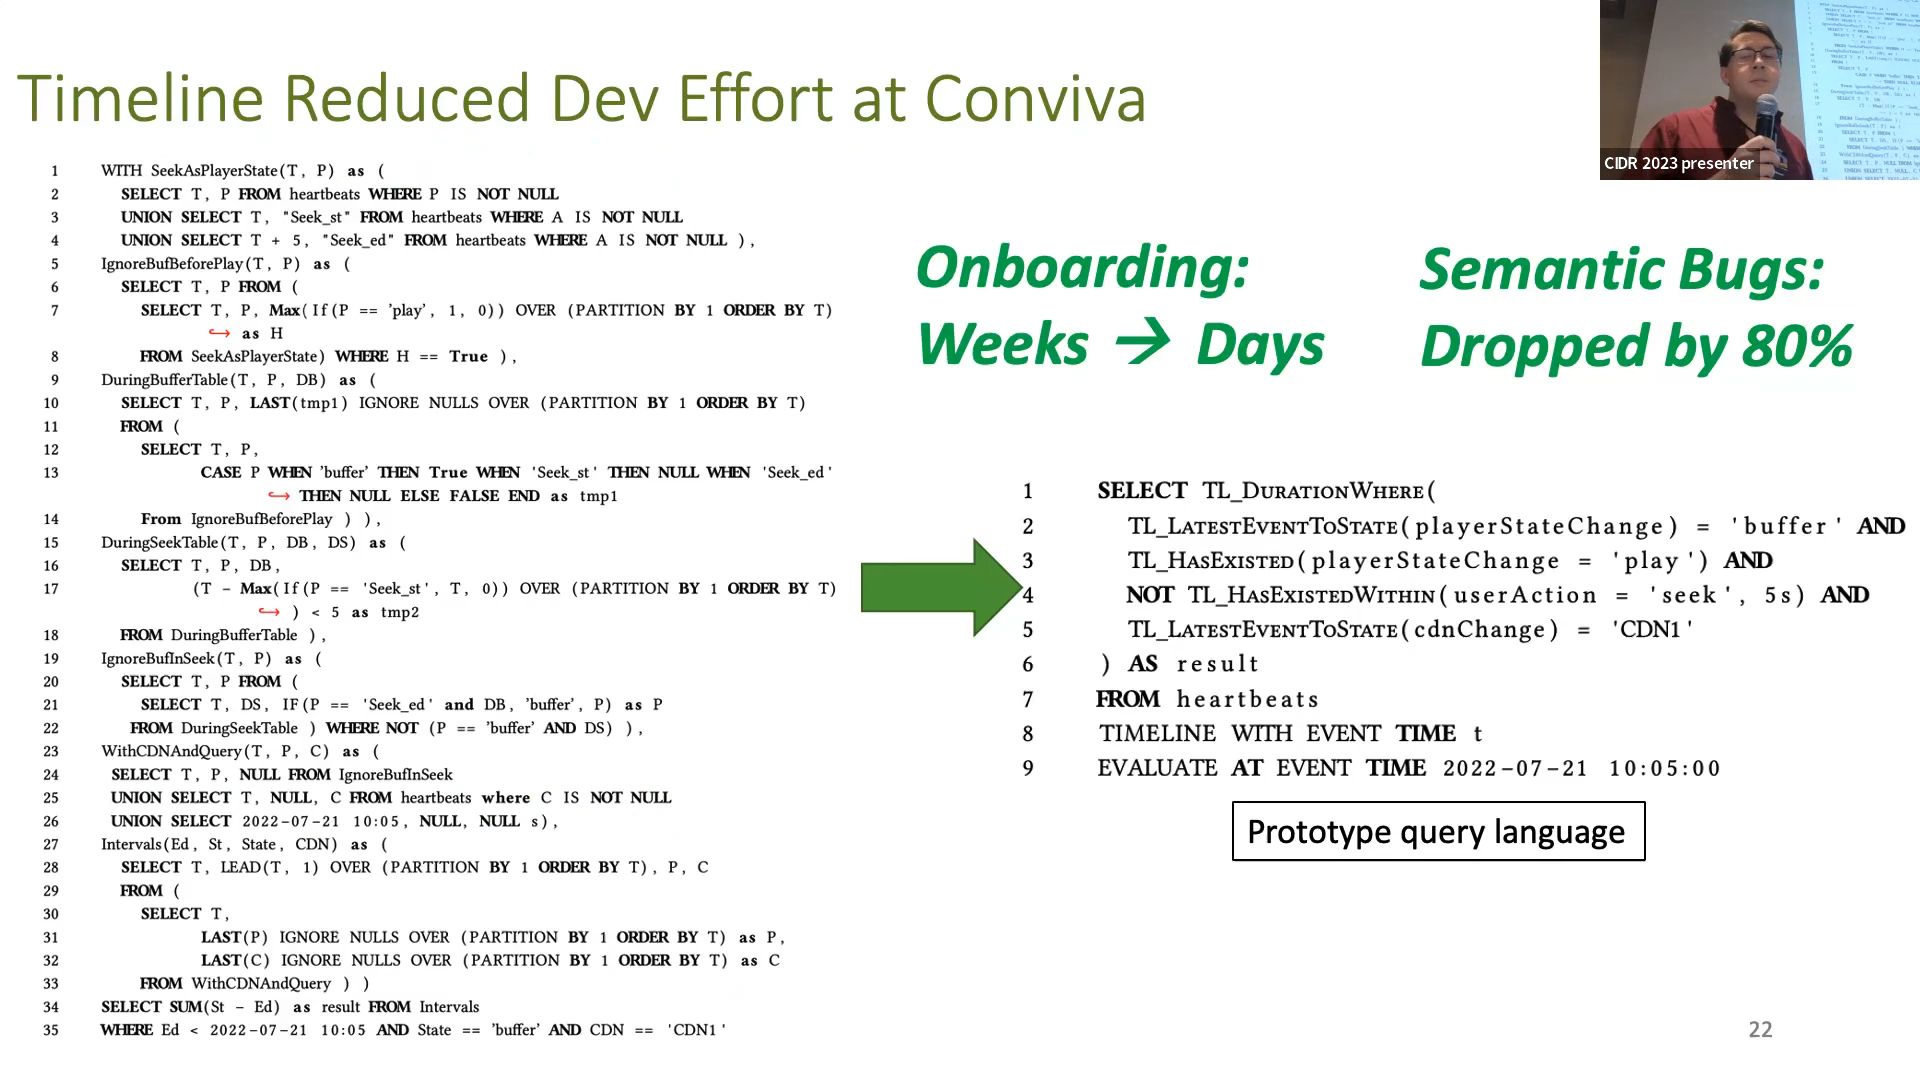 Timeline Reduced Dev Effort at Conviva
CIDR 2023 presenter
1 WITH SeekAsPlayerState(T, P) as (
2 SELECT T, P FROM heartbeats WHERE P IS NOT NULL
3 UNION SELECT T, "Seek_st" FROM heartbeats WHERE A IS NOT NULL
4 UNION SELECT T + 5, "Seek_ed" FROM heartbeats WHERE A IS NOT NULL ),
5 IgnoreBufBeforePlay(T, P) as (
6 SELECT T, P FROM (
7 SELECT T, P, Max(If(P == 'play', 1, 0)) OVER (PARTITION BY 1 ORDER BY T)
↪ as H
8 FROM SeekAsPlayerState) WHERE H == True ),
9 DuringBufferTable(T, P, DB) as (
10 SELECT T, P, LAST(tmp1) IGNORE NULLS OVER (PARTITION BY 1 ORDER BY T)
11 FROM (
12 SELECT T, P,
13 CASE P WHEN 'buffer' THEN True WHEN 'Seek_st' THEN NULL WHEN 'Seek_ed'
↪ THEN NULL ELSE FALSE END as tmp1
14 From IgnoreBufBeforePlay ) ),
15 DuringSeekTable(T, P, DB, DS) as (
16 SELECT T, P, DB,
17 (T – Max(If(P == 'Seek_st', T, 0)) OVER (PARTITION BY 1 ORDER BY T)
↪ ) < 5 as tmp2
18 FROM DuringBufferTable ),
19 IgnoreBufInSeek(T, P) as (
20 SELECT T, P FROM (
21 SELECT T, DS, IF(P == 'Seek_ed' and DB, 'buffer', P) as P
22 FROM DuringSeekTable ) WHERE NOT (P == 'buffer' AND DS) ),
23 WithCDNAndQuery(T, P, C) as (
24 SELECT T, P, NULL FROM IgnoreBufInSeek
25 UNION SELECT T, NULL, C FROM heartbeats where C IS NOT NULL
26 UNION SELECT 2022–07–21 10:05, NULL, NULL s),
27 Intervals(Ed, St, State, CDN) as (
28 SELECT T, LEAD(T, 1) OVER (PARTITION BY 1 ORDER BY T), P, C
29 FROM (
30 SELECT T,
31 LAST(P) IGNORE NULLS OVER (PARTITION BY 1 ORDER BY T) as P,
32 LAST(C) IGNORE NULLS OVER (PARTITION BY 1 ORDER BY T) as C
33 FROM WithCDNAndQuery ) )
34 SELECT SUM(St – Ed) as result FROM Intervals
35 WHERE Ed < 2022–07–21 10:05 AND State == 'buffer' AND CDN == 'CDN1'
Onboarding:
Weeks → Days
Semantic Bugs:
Dropped by 80%
1 SELECT TL_DURATIONWHERE(
2 TL_LATESTEVENTTOSTATE(playerStateChange) = 'buffer' AND
3 TL_HASEXISTED(playerStateChange = 'play') AND
4 NOT TL_HASEXISTEDWITHIN(userAction = 'seek', 5s) AND
5 TL_LATESTEVENTTOSTATE(cdnChange) = 'CDN1'
6 ) AS result
7 FROM heartbeats
8 TIMELINE WITH EVENT TIME t
9 EVALUATE AT EVENT TIME 2022–07–21 10:05:00
Prototype query language
22